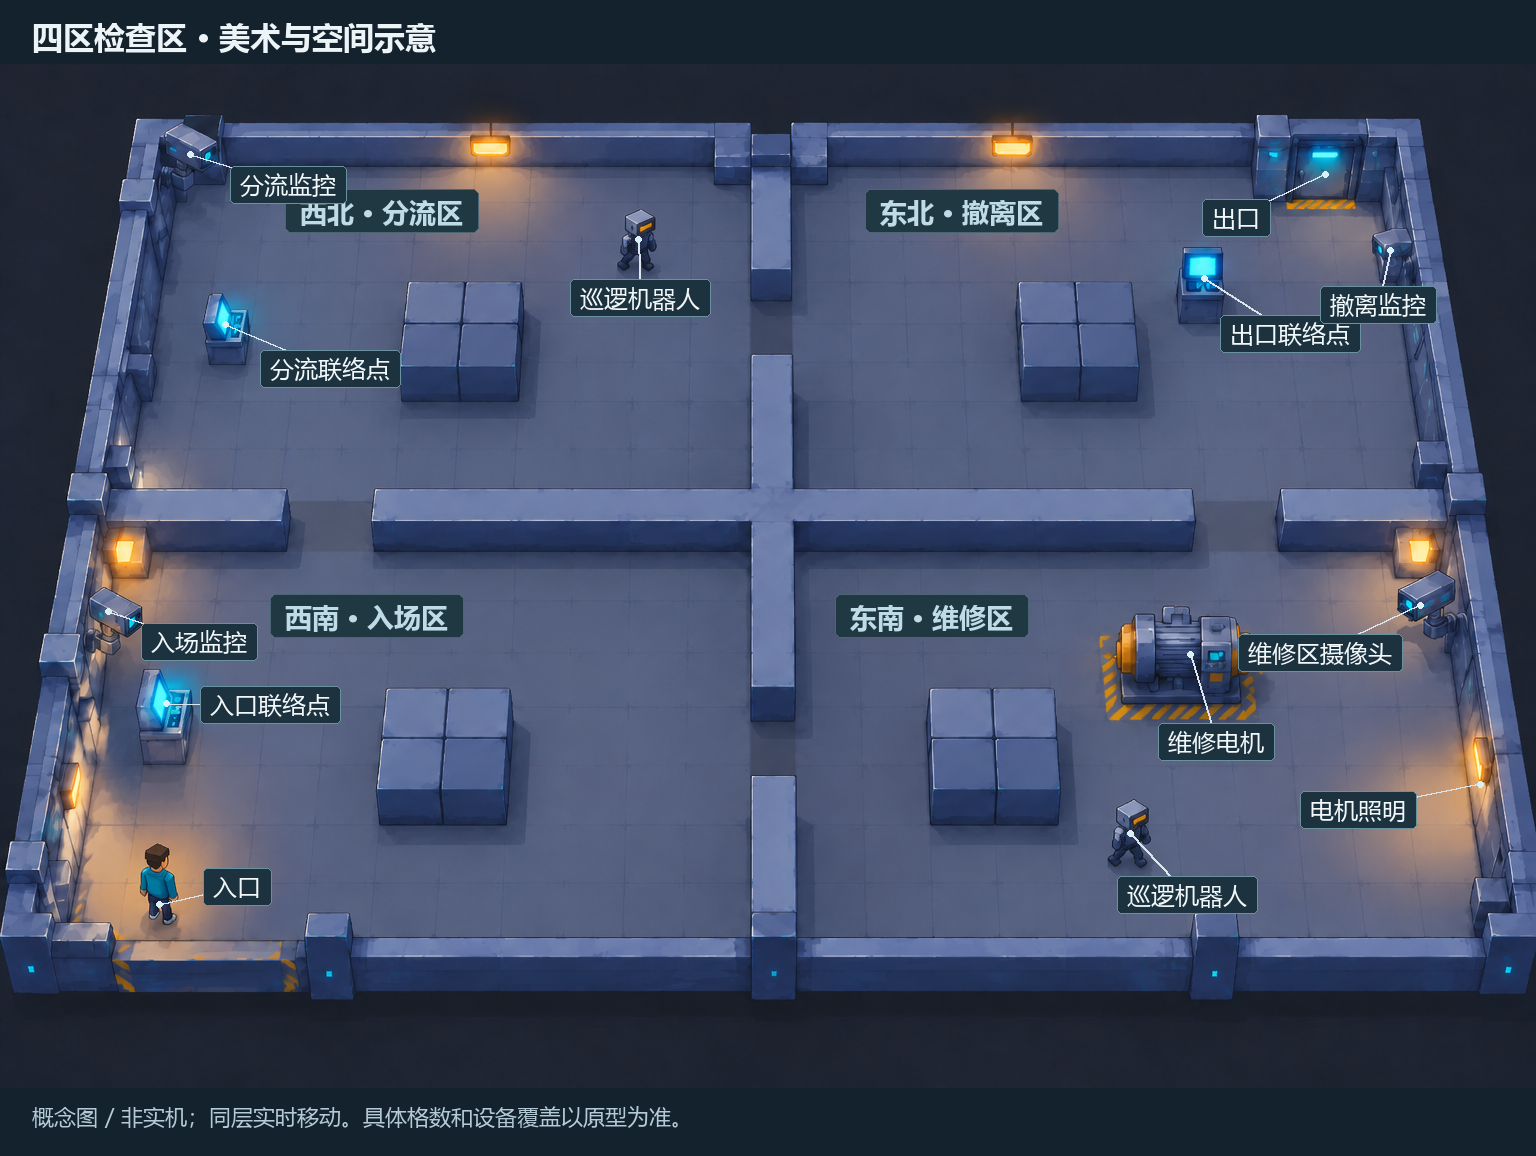 四区检查区·美术与空间示意
分流监控
西北·分流区
东北·撤离区
出口
巡逻机器人
撤离监控
出口联络点
分流联络点
西南·入场区
东南·维修区
入场监控
维修区摄像头
入口联络点
维修电机
电机照明
入口
巡逻机器人
概念图 / 非实机；同层实时移动。具体格数和设备覆盖以原型为准。